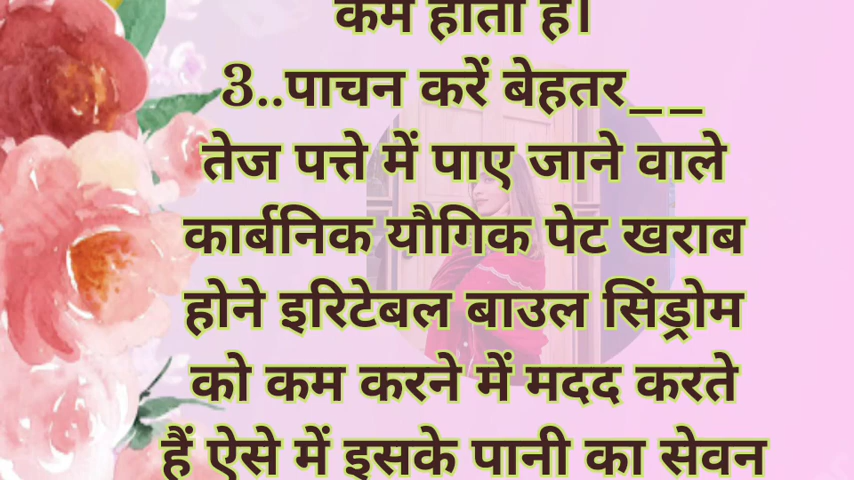 कम होता है।
3..पाचन करें बेहतर__
तेज पत्ते में पाए जाने वाले
कार्बनिक यौगिक पेट खराब
होने इरिटेबल बाउल सिंड्रोम
को कम करने में मदद करते
हैं ऐसे में इसके पानी का सेवन